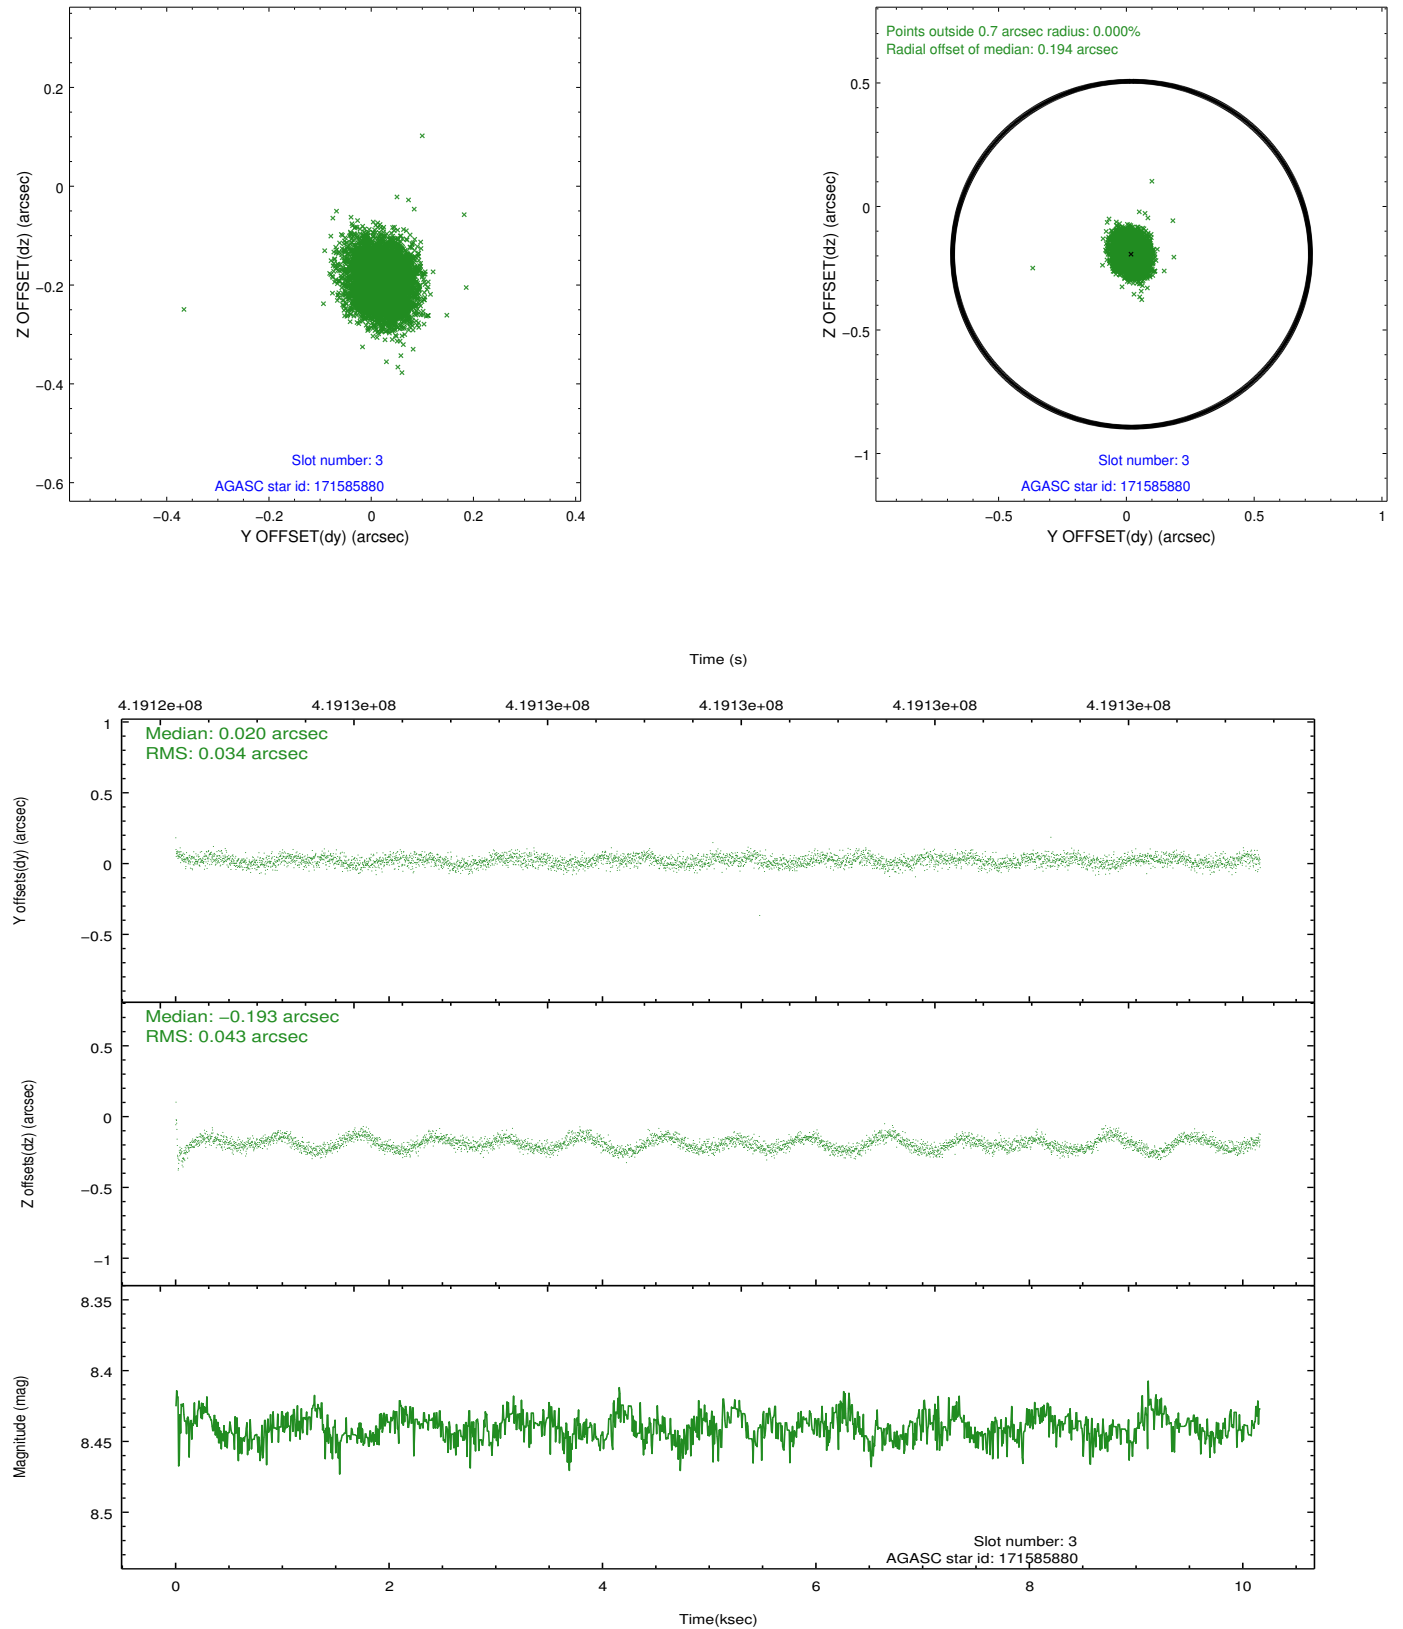 0.2
0
−0.2
−0.4
−0.6
Z OFFSET(dz) (arcsec)
Slot number: 3
AGASC star id: 171585880
−0.4
−0.2
0
0.2
0.4
Y OFFSET(dy) (arcsec)
Points outside 0.7 arcsec radius: 0.000%
Radial offset of median: 0.194 arcsec
0.5
0
−0.5
−1
Z OFFSET(dz) (arcsec)
Slot number: 3
AGASC star id: 171585880
−0.5
0
0.5
1
Y OFFSET(dy) (arcsec)
Time (s)
4.1912e+08
4.1913e+08
4.1913e+08
4.1913e+08
4.1913e+08
4.1913e+08
Median: 0.020 arcsec
RMS: 0.034 arcsec
1
0.5
0
−0.5
Y offsets(dy) (arcsec)
Median: −0.193 arcsec
RMS: 0.043 arcsec
0.5
0
−0.5
−1
Z offsets(dz) (arcsec)
8.35
8.4
8.45
8.5
Magnitude (mag)
Slot number: 3
AGASC star id: 171585880
0
2
4
6
8
10
Time(ksec)